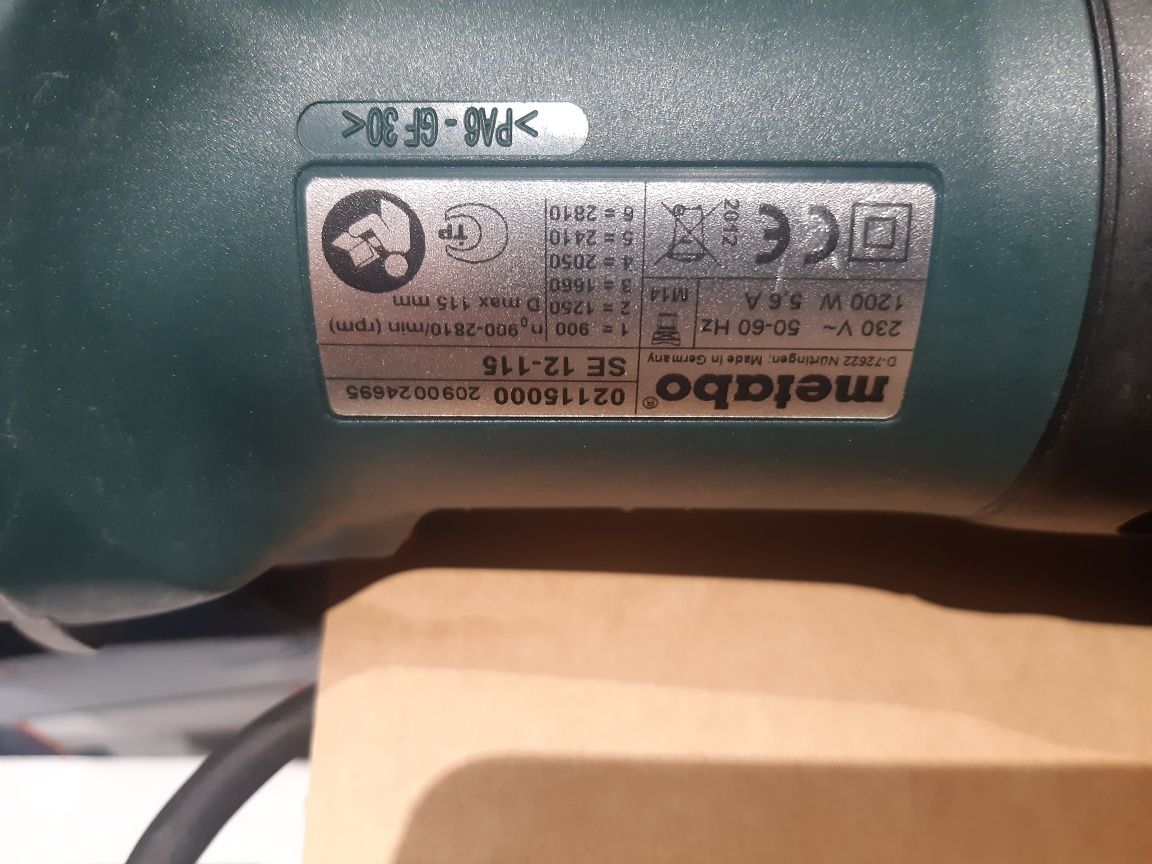 metabo®
D-72622 Nürtingen, Made in Germany
02115000 2090024695
SE 12-115
230 V~ 50-60 Hz
1200 W 5,6 A
M14
1 = 900 n₀900-2810/min (rpm)
2 = 1250 D max 115 mm
3 = 1660
4 = 2050
5 = 2410
6 = 2810
CE
2012
TP
>PA6 - GF 30<